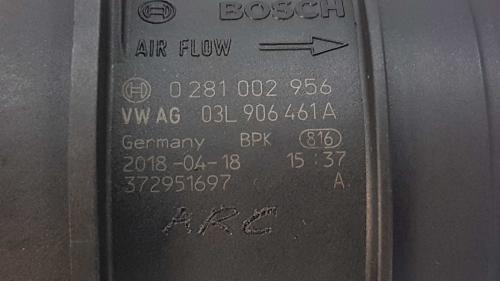 BOSCH
AIR FLOW
0 281 002 956
VW AG 03L 906 461 A
Germany BPK 816
2018-04-18 15:37
372951697 A
ARC